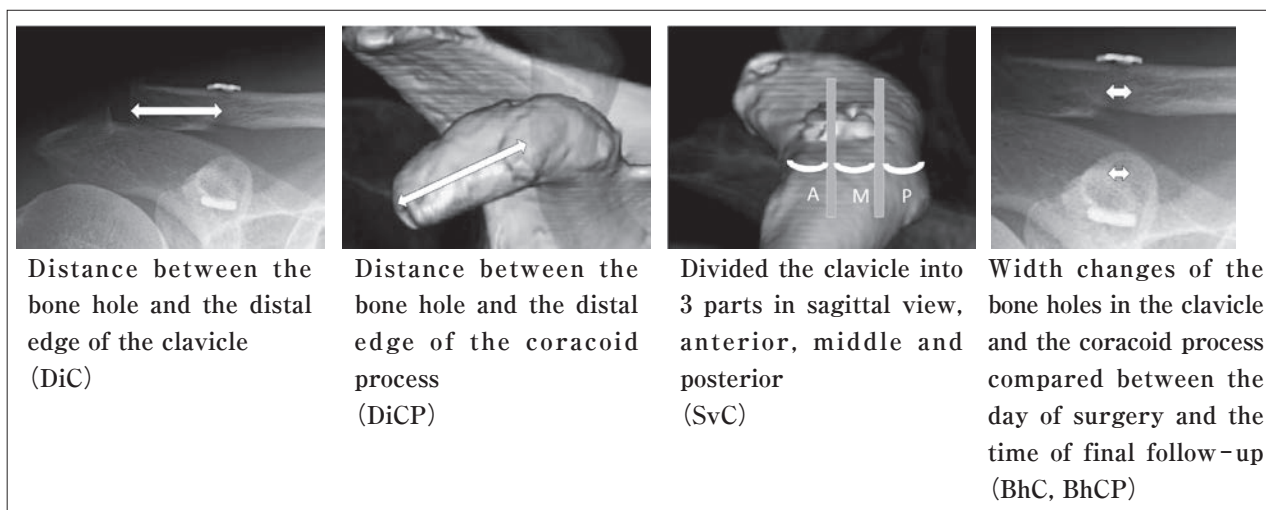 A M P
Distance between the
bone hole and the distal
edge of the clavicle
(DiC)
Distance between the
bone hole and the distal
edge of the coracoid
process
(DiCP)
Divided the clavicle into
3 parts in sagittal view,
anterior, middle and
posterior
(SvC)
Width changes of the
bone holes in the clavicle
and the coracoid process
compared between the
day of surgery and the
time of final follow-up
(BhC, BhCP)